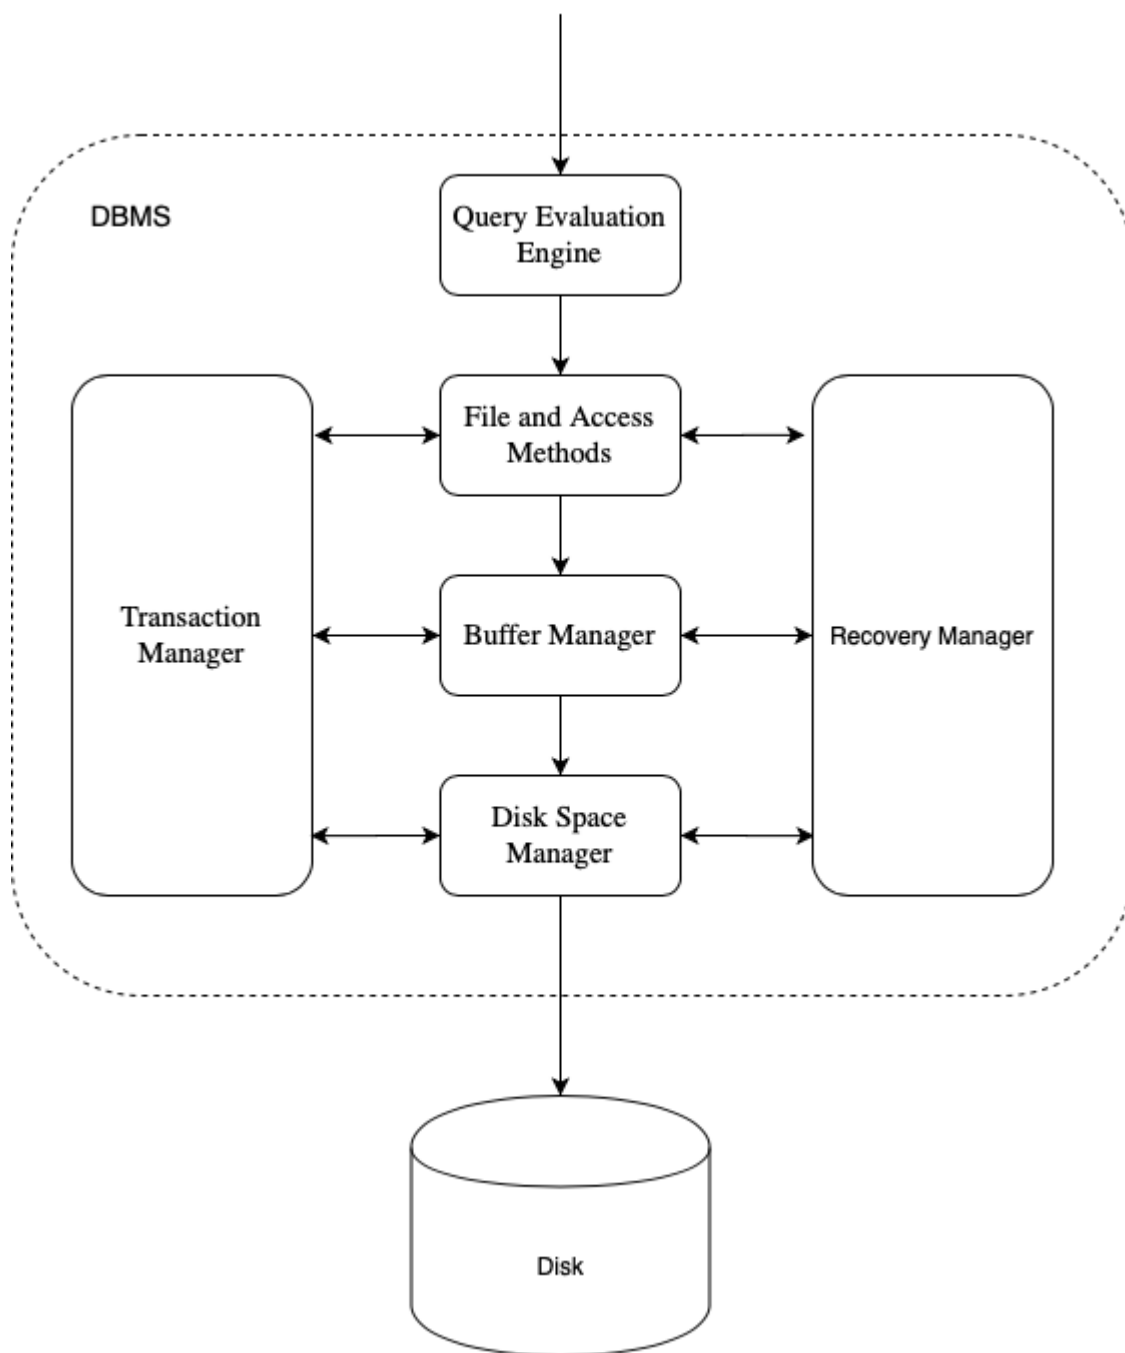 DBMS
Query Evaluation
Engine
File and Access
Methods
Transaction
Manager
Buffer Manager
Recovery Manager
Disk Space
Manager
Disk